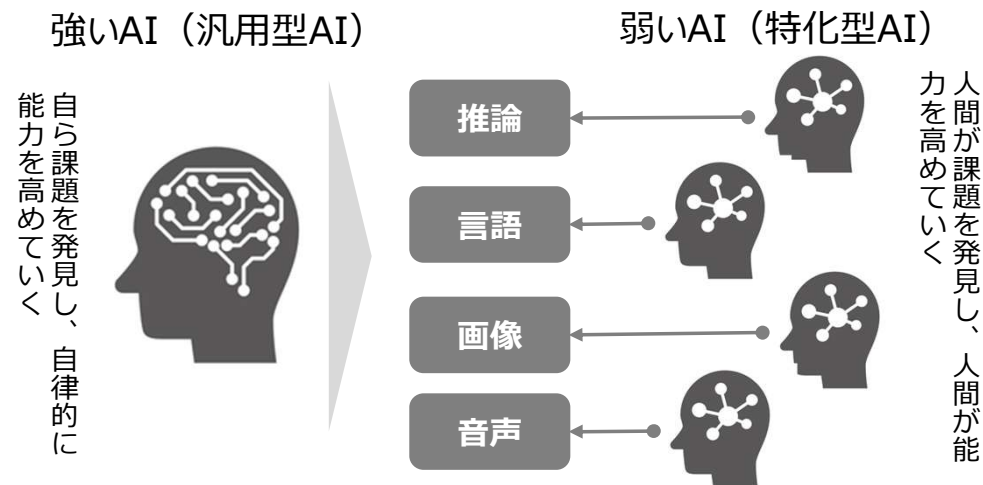 強いAI（汎用型AI）
弱いAI（特化型AI）
自ら課題を発見し、自律的に
能力を高めていく
推論
言語
画像
音声
人間が課題を発見し、人間が能
力を高めていく